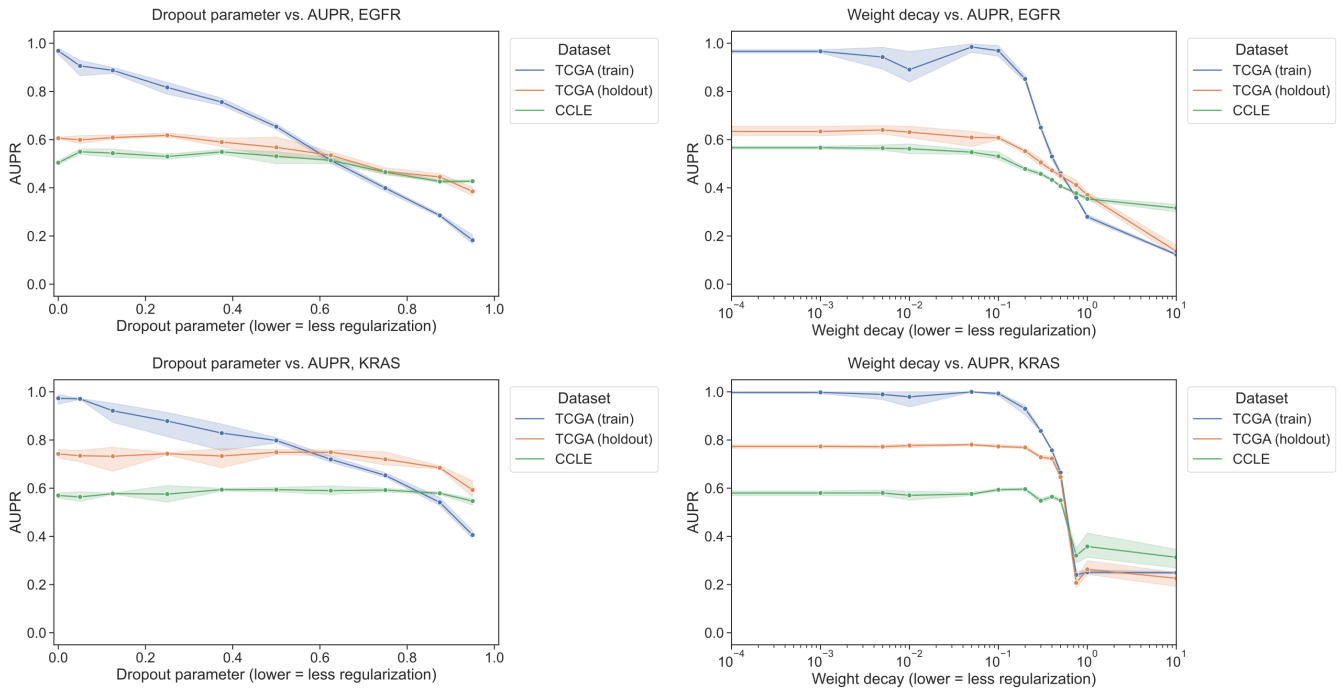 Dropout parameter vs. AUPR, EGFR
1.0
0.8
0.6
0.4
0.2
0.0
AUPR
0.0 0.2 0.4 0.6 0.8 1.0
Dropout parameter (lower = less regularization)
Dataset
TCGA (train)
TCGA (holdout)
CCLE
Weight decay vs. AUPR, EGFR
1.0
0.8
0.6
0.4
0.2
0.0
AUPR
10⁻⁴ 10⁻³ 10⁻² 10⁻¹ 10⁰ 10¹
Weight decay (lower = less regularization)
Dataset
TCGA (train)
TCGA (holdout)
CCLE
Dropout parameter vs. AUPR, KRAS
1.0
0.8
0.6
0.4
0.2
0.0
AUPR
0.0 0.2 0.4 0.6 0.8 1.0
Dropout parameter (lower = less regularization)
Dataset
TCGA (train)
TCGA (holdout)
CCLE
Weight decay vs. AUPR, KRAS
1.0
0.8
0.6
0.4
0.2
0.0
AUPR
10⁻⁴ 10⁻³ 10⁻² 10⁻¹ 10⁰ 10¹
Weight decay (lower = less regularization)
Dataset
TCGA (train)
TCGA (holdout)
CCLE